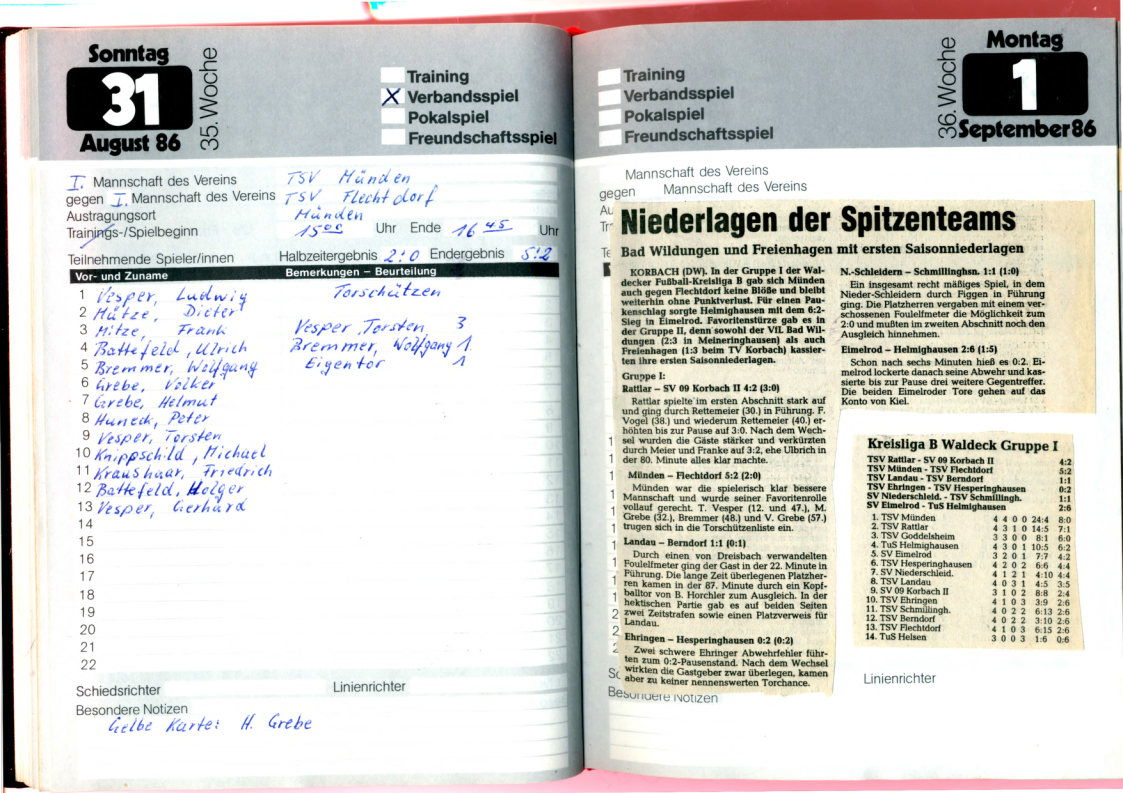 Sonntag
31
August 86
35. Woche
Training
X Verbandsspiel
Pokalspiel
Freundschaftsspiel
I. Mannschaft des Vereins TSV Münden
gegen I. Mannschaft des Vereins TSV Flechtdorf
Austragungsort Münden
Trainings-/Spielbeginn 15 00 Uhr Ende 16 45 Uhr
Teilnehmende Spieler/innen Halbzeitergebnis 2:0 Endergebnis 5:2
Vor- und Zuname Bemerkungen – Beurteilung
1 Vesper, Ludwig Torschützen
2 Hütze, Dieter
3 Mitze, Frank Vesper, Torsten 3
4 Battefeld, Ulrich Bremmer, Wolfgang 1
5 Bremmer, Wolfgang Eigentor 1
6 Grebe, Volker
7 Grebe, Helmut
8 Huneck, Peter
9 Vesper, Torsten
10 Knippschild, Michael
11 Kraushaar, Friedrich
12 Battefeld, Holger
13 Vesper, Gerhard
14
15
16
17
18
19
20
21
22
Schiedsrichter Linienrichter
Besondere Notizen
Gelbe Karte: H. Grebe
Montag
1
September 86
36. Woche
Training
Verbandsspiel
Pokalspiel
Freundschaftsspiel
Mannschaft des Vereins
gegen Mannschaft des Vereins
Niederlagen der Spitzenteams
Bad Wildungen und Freienhagen mit ersten Saisonniederlagen
KORBACH (DW). In der Gruppe I der Wal-
decker Fußball-Kreisliga B gab sich Münden
auch gegen Flechtdorf keine Blöße und bleibt
weiterhin ohne Punktverlust. Für einen Pau-
kenschlag sorgte Helmighausen mit dem 6:2-
Sieg in Eimelrod. Favoritenstürze gab es in
der Gruppe II, denn sowohl der VfL Bad Wil-
dungen (2:3 in Meineringhausen) als auch
Freienhagen (1:3 beim TV Korbach) kassier-
ten ihre ersten Saisonniederlagen.
Gruppe I:
Rattlar – SV 09 Korbach II 4:2 (3:0)
Rattlar spielte im ersten Abschnitt stark auf
und ging durch Rettemeier (30.) in Führung. F.
Vogel (38.) und wiederum Rettemeier (40.) er-
höhten bis zur Pause auf 3:0. Nach dem Wech-
sel wurden die Gäste stärker und verkürzten
durch Meier und Franke auf 3:2, ehe Ulbrich in
der 80. Minute alles klar machte.
Münden – Flechtdorf 5:2 (2:0)
Münden war die spielerisch klar bessere
Mannschaft und wurde seiner Favoritenrolle
vollauf gerecht. T. Vesper (12. und 47.), M.
Grebe (32.), Bremmer (48.) und V. Grebe (57.)
trugen sich in die Torschützenliste ein.
Landau – Berndorf 1:1 (0:1)
Durch einen von Dreisbach verwandelten
Foulelfmeter ging der Gast in der 22. Minute in
Führung. Die lange Zeit überlegenen Platzher-
ren kamen in der 87. Minute durch ein Kopf-
balltor von B. Horchler zum Ausgleich. In der
hektischen Partie gab es auf beiden Seiten
zwei Zeitstrafen sowie einen Platzverweis für
Landau.
Ehringen – Hesperinghausen 0:2 (0:2)
Zwei schwere Ehringer Abwehrfehler führ-
ten zum 0:2-Pausenstand. Nach dem Wechsel
wirkten die Gastgeber zwar überlegen, kamen
aber zu keiner nennenswerten Torchance.
N.-Schleidern – Schmillinghsn. 1:1 (1:0)
Ein insgesamt recht mäßiges Spiel, in dem
Nieder-Schleidern durch Figgen in Führung
ging. Die Platzherren vergaben mit einem ver-
schossenen Foulelfmeter die Möglichkeit zum
2:0 und mußten im zweiten Abschnitt noch den
Ausgleich hinnehmen.
Eimelrod – Helmighausen 2:6 (1:5)
Schon nach sechs Minuten hieß es 0:2. Ei-
melrod lockerte danach seine Abwehr und kas-
sierte bis zur Pause drei weitere Gegentreffer.
Die beiden Eimelroder Tore gehen auf das
Konto von Kiel.
Kreisliga B Waldeck Gruppe I
TSV Rattlar - SV 09 Korbach II 4:2
TSV Münden - TSV Flechtdorf 5:2
TSV Landau - TSV Berndorf 1:1
TSV Ehringen - TSV Hesperinghausen 0:2
SV Niederschleid. - TSV Schmillingh. 1:1
SV Eimelrod - TuS Helmighausen 2:6
1. TSV Münden 4 4 0 0 24:4 8:0
2. TSV Rattlar 4 3 1 0 14:5 7:1
3. TSV Goddelsheim 3 3 0 0 8:1 6:0
4. TuS Helmighausen 4 3 0 1 10:5 6:2
5. SV Eimelrod 3 2 0 1 7:7 4:2
6. TSV Hesperinghausen 4 2 0 2 6:6 4:4
7. SV Niederschleid. 4 1 2 1 4:10 4:4
8. TSV Landau 4 0 3 1 4:5 3:5
9. SV 09 Korbach II 3 1 0 2 8:8 2:4
10. TSV Ehringen 4 1 0 3 3:9 2:6
11. TSV Schmillingh. 4 0 2 2 6:13 2:6
12. TSV Berndorf 4 0 2 2 3:10 2:6
13. TSV Flechtdorf 4 1 0 3 6:15 2:6
14. TuS Helsen 3 0 0 3 1:6 0:6
Linienrichter
Besondere Notizen